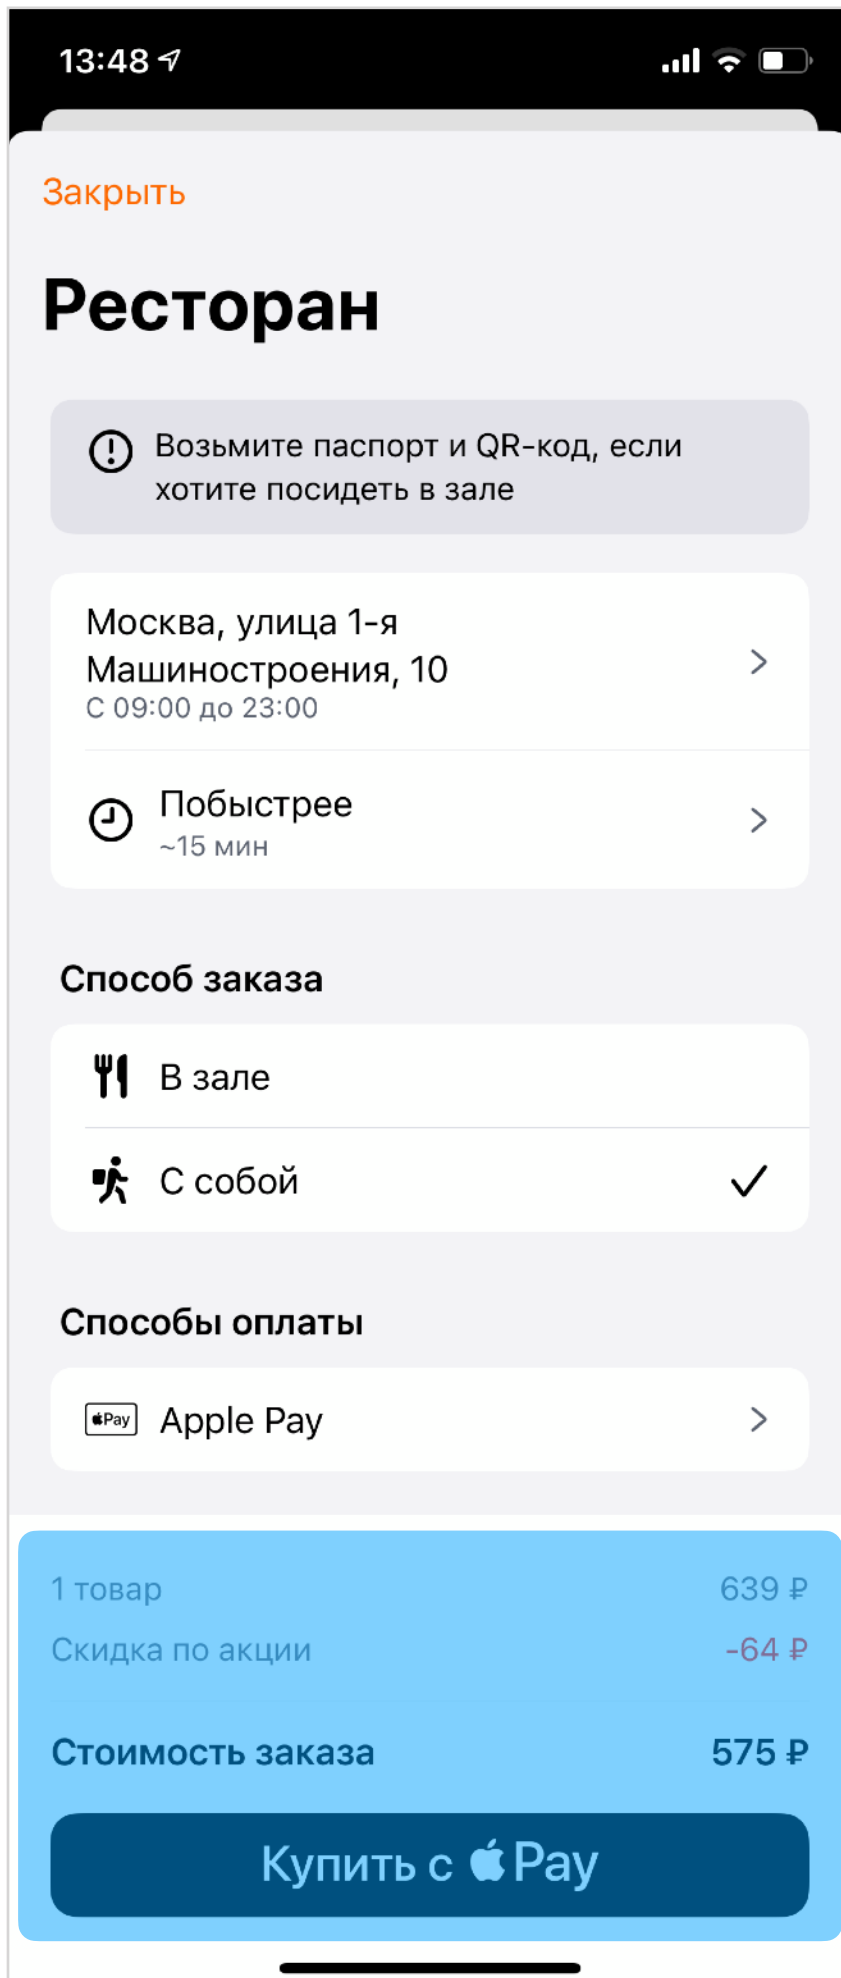 13:48
Закрыть
Ресторан
Возьмите паспорт и QR-код, если
хотите посидеть в зале
Москва, улица 1-я
Машиностроения, 10
С 09:00 до 23:00
Побыстрее
~15 мин
Способ заказа
В зале
С собой
Способы оплаты
Pay Apple Pay
1 товар 639 ₽
Скидка по акции -64 ₽
Стоимость заказа 575 ₽
Купить с Pay